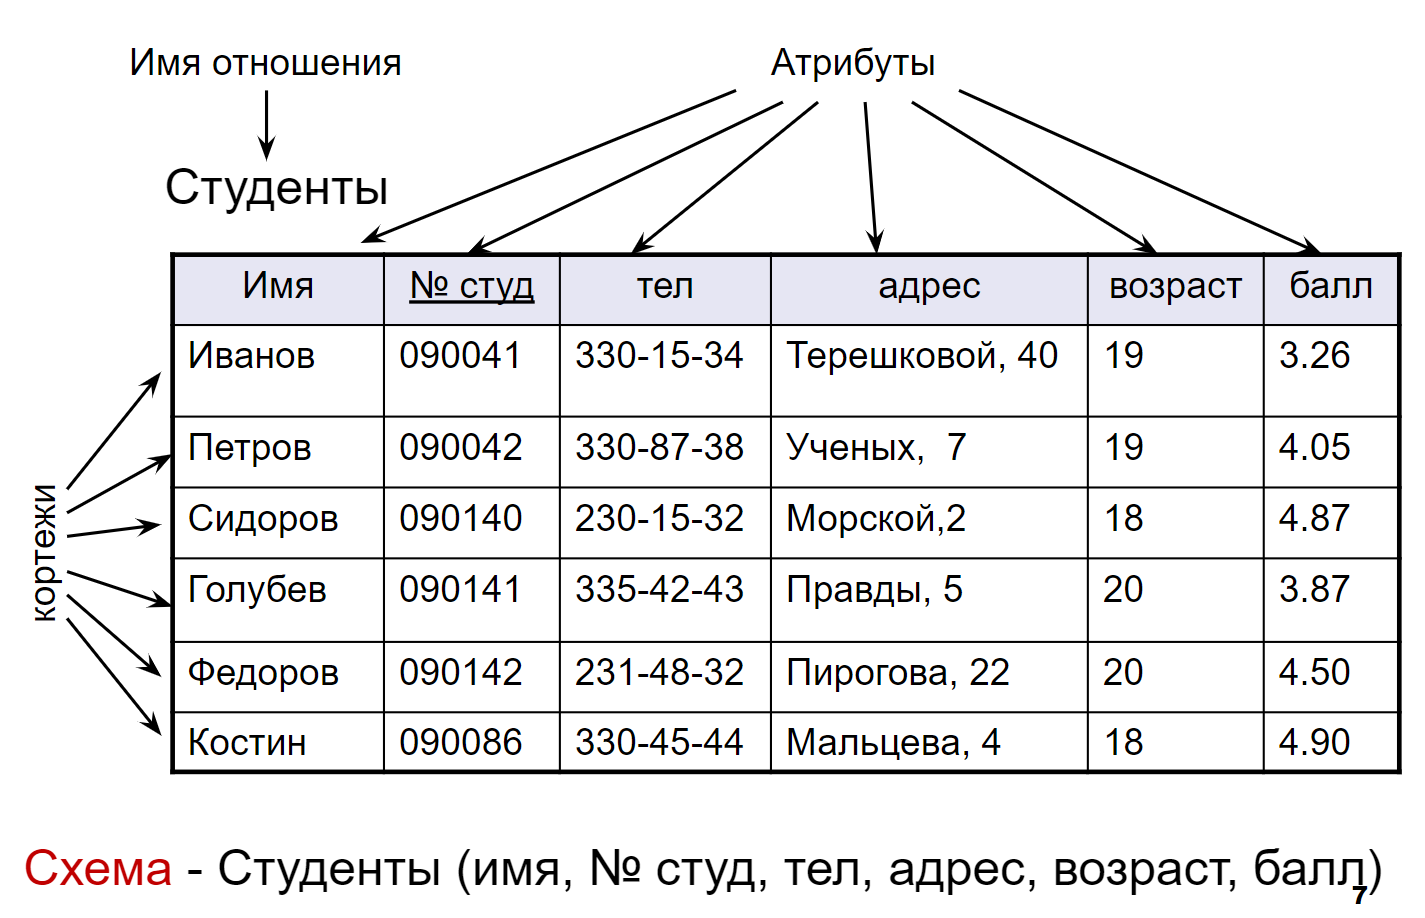 Имя отношения
Атрибуты
Студенты
Имя № студ тел адрес возраст балл
Иванов 090041 330-15-34 Терешковой, 40 19 3.26
Петров 090042 330-87-38 Ученых, 7 19 4.05
Сидоров 090140 230-15-32 Морской,2 18 4.87
Голубев 090141 335-42-43 Правды, 5 20 3.87
Федоров 090142 231-48-32 Пирогова, 22 20 4.50
Костин 090086 330-45-44 Мальцева, 4 18 4.90
кортежи
Схема - Студенты (имя, № студ, тел, адрес, возраст, балл)
7